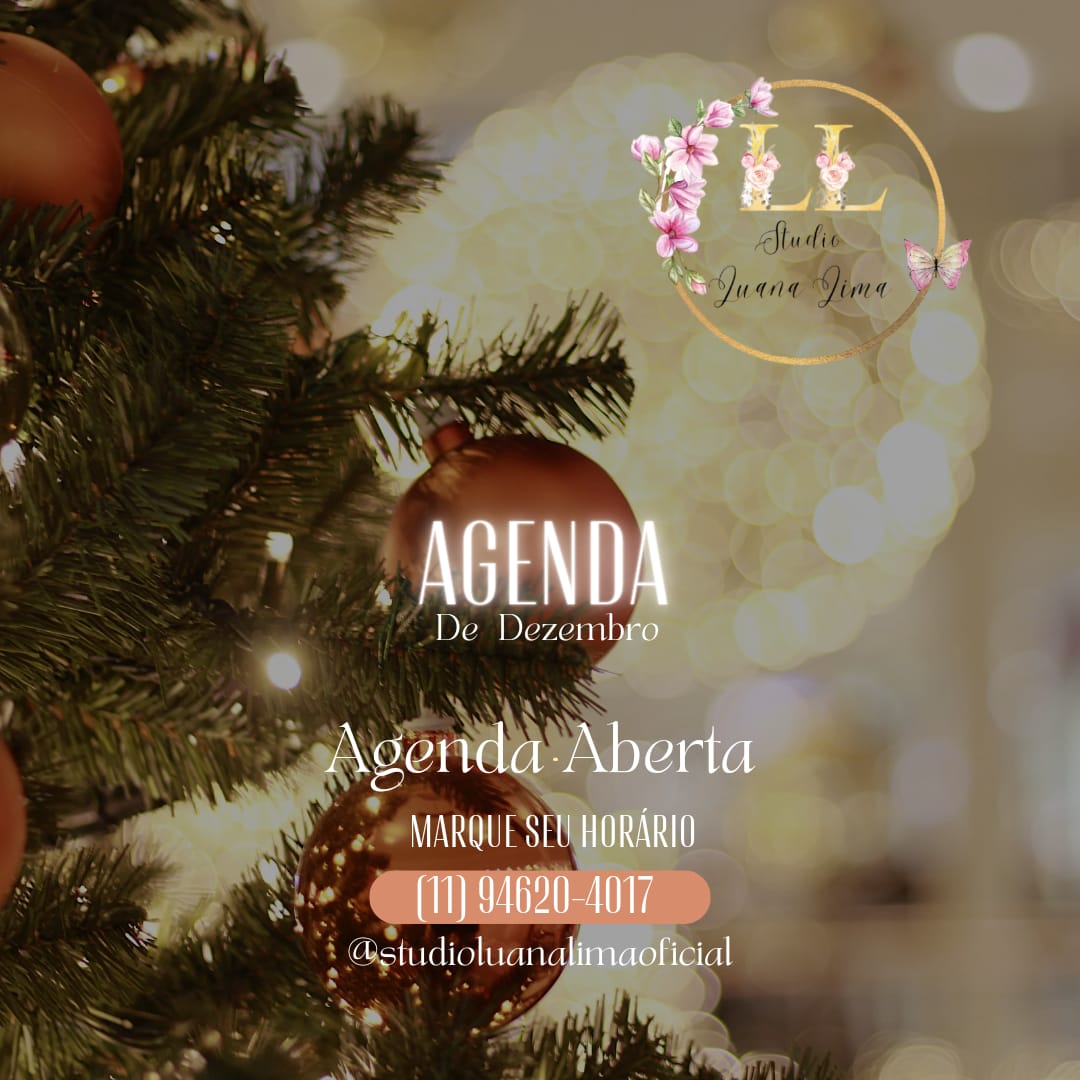 LL
Studio
Luana Lima
AGENDA
De Dezembro
Agenda Aberta
MARQUE SEU HORÁRIO
(11) 94620-4017
@studioluanalimaoficial